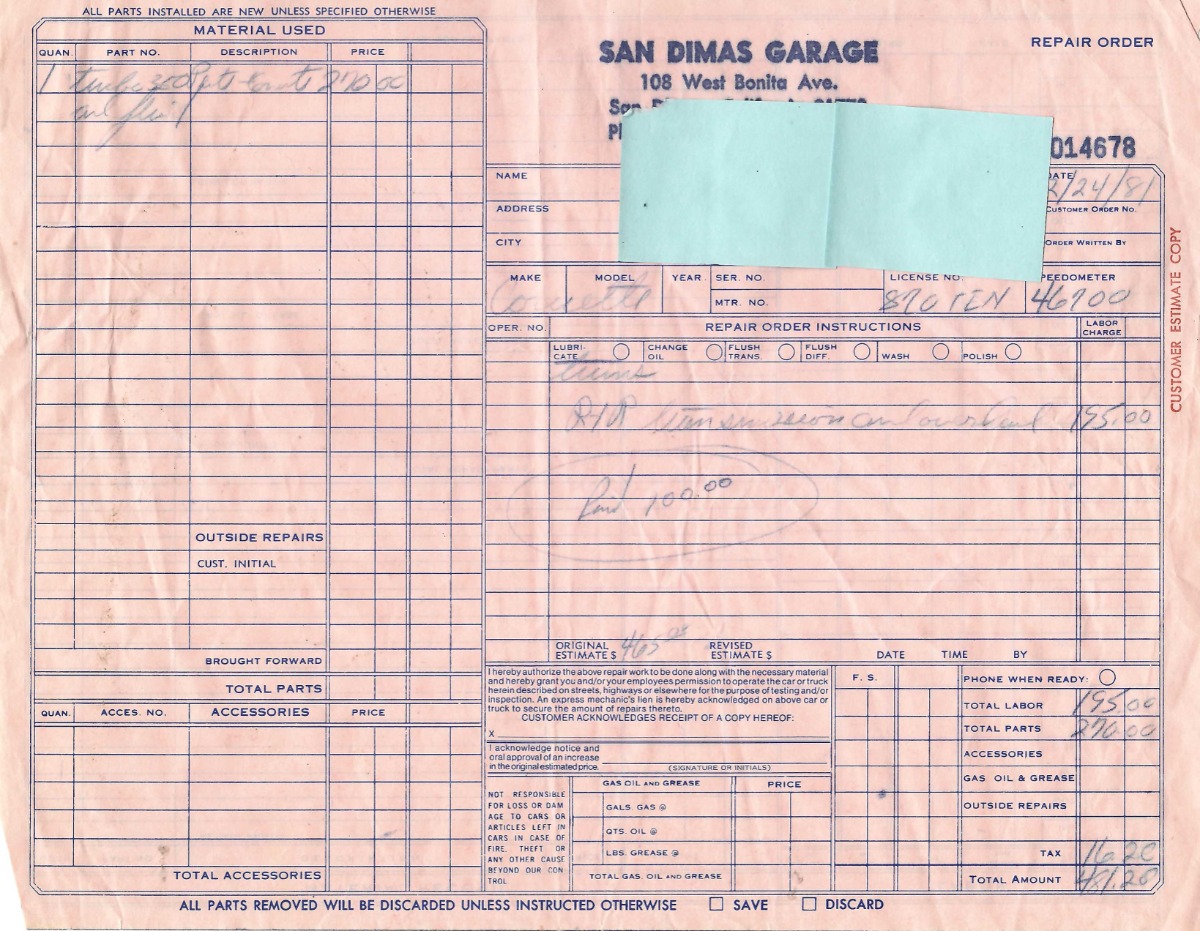 ALL PARTS INSTALLED ARE NEW UNLESS SPECIFIED OTHERWISE
MATERIAL USED
QUAN. PART NO. DESCRIPTION PRICE
1 270 00
OUTSIDE REPAIRS
CUST. INITIAL
BROUGHT FORWARD
TOTAL PARTS
QUAN. ACCES. NO. ACCESSORIES PRICE
TOTAL ACCESSORIES
SAN DIMAS GARAGE
108 West Bonita Ave.
San
REPAIR ORDER
014678
NAME
DATE
2/24/81
ADDRESS
CUSTOMER ORDER NO.
CITY
ORDER WRITTEN BY
MAKE MODEL YEAR SER. NO. LICENSE NO. SPEEDOMETER
Corvette MTR. NO. 870 TEN 46700
OPER. NO. REPAIR ORDER INSTRUCTIONS LABOR CHARGE
LUBRI-CATE CHANGE OIL FLUSH TRANS. FLUSH DIFF. WASH POLISH
R/R 195.00
Paid 100.00
ORIGINAL ESTIMATE $ 465 REVISED ESTIMATE $ DATE TIME BY
I hereby authorize the above repair work to be done along with the necessary material
and hereby grant you and/or your employees permission to operate the car or truck
herein described on streets, highways or elsewhere for the purpose of testing and/or
inspection. An express mechanic's lien is hereby acknowledged on above car or
truck to secure the amount of repairs thereto.
CUSTOMER ACKNOWLEDGES RECEIPT OF A COPY HEREOF:
X
I acknowledge notice and
oral approval of an increase
in the original estimated price.
(SIGNATURE OR INITIALS)
NOT RESPONSIBLE
FOR LOSS OR DAM
AGE TO CARS OR
ARTICLES LEFT IN
CARS IN CASE OF
FIRE. THEFT OR
ANY OTHER CAUSE
BEYOND OUR CON
TROL
GAS OIL AND GREASE PRICE
GALS. GAS @
QTS. OIL @
LBS. GREASE @
TOTAL GAS. OIL AND GREASE
F. S.
PHONE WHEN READY:
TOTAL LABOR 195.00
TOTAL PARTS 270.00
ACCESSORIES
GAS OIL & GREASE
OUTSIDE REPAIRS
TAX 16.20
TOTAL AMOUNT 481.20
CUSTOMER ESTIMATE COPY
ALL PARTS REMOVED WILL BE DISCARDED UNLESS INSTRUCTED OTHERWISE SAVE DISCARD